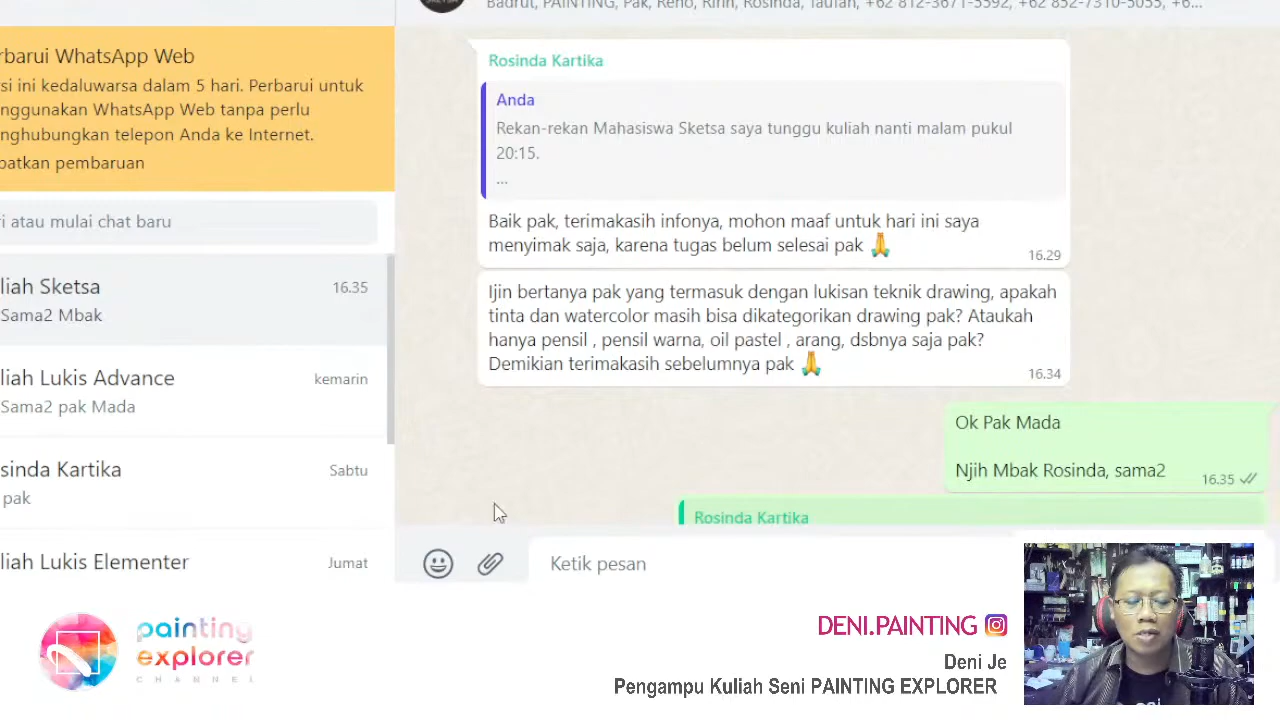 Badrut, PAINTING, Pak, Reno, Ririn, Rosinda, Taufan, +62 812-3671-5592, +62 852-7310-5055, +6...
rbarui WhatsApp Web
rsi ini kedaluwarsa dalam 5 hari. Perbarui untuk
nggunakan WhatsApp Web tanpa perlu
nghubungkan telepon Anda ke Internet.
patkan pembaruan
ri atau mulai chat baru
liah Sketsa 16.35
Sama2 Mbak
liah Lukis Advance kemarin
Sama2 pak Mada
sinda Kartika Sabtu
pak
liah Lukis Elementer Jumat
Rosinda Kartika
Anda
Rekan-rekan Mahasiswa Sketsa saya tunggu kuliah nanti malam pukul
20:15.
...
Baik pak, terimakasih infonya, mohon maaf untuk hari ini saya
menyimak saja, karena tugas belum selesai pak 🙏
16.29
Ijin bertanya pak yang termasuk dengan lukisan teknik drawing, apakah
tinta dan watercolor masih bisa dikategorikan drawing pak? Ataukah
hanya pensil , pensil warna, oil pastel , arang, dsbnya saja pak?
Demikian terimakasih sebelumnya pak 🙏
16.34
Ok Pak Mada
Njih Mbak Rosinda, sama2 16.35
Rosinda Kartika
Ketik pesan
painting
explorer
CHANNEL
DENI.PAINTING
Deni Je
Pengampu Kuliah Seni PAINTING EXPLORER